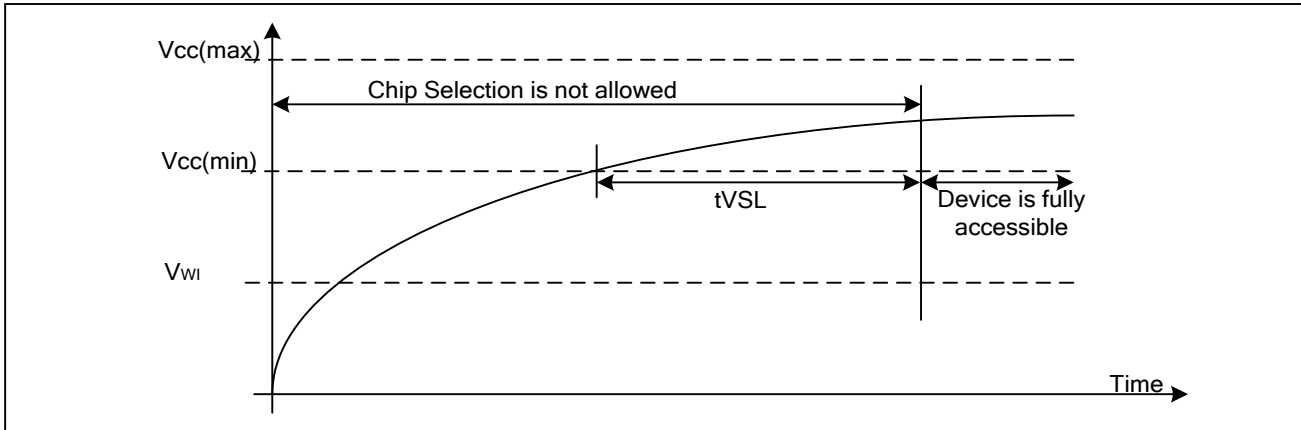 Vcc(max)
Chip Selection is not allowed
Vcc(min)
tVSL
Device is fully
accessible
VWI
Time